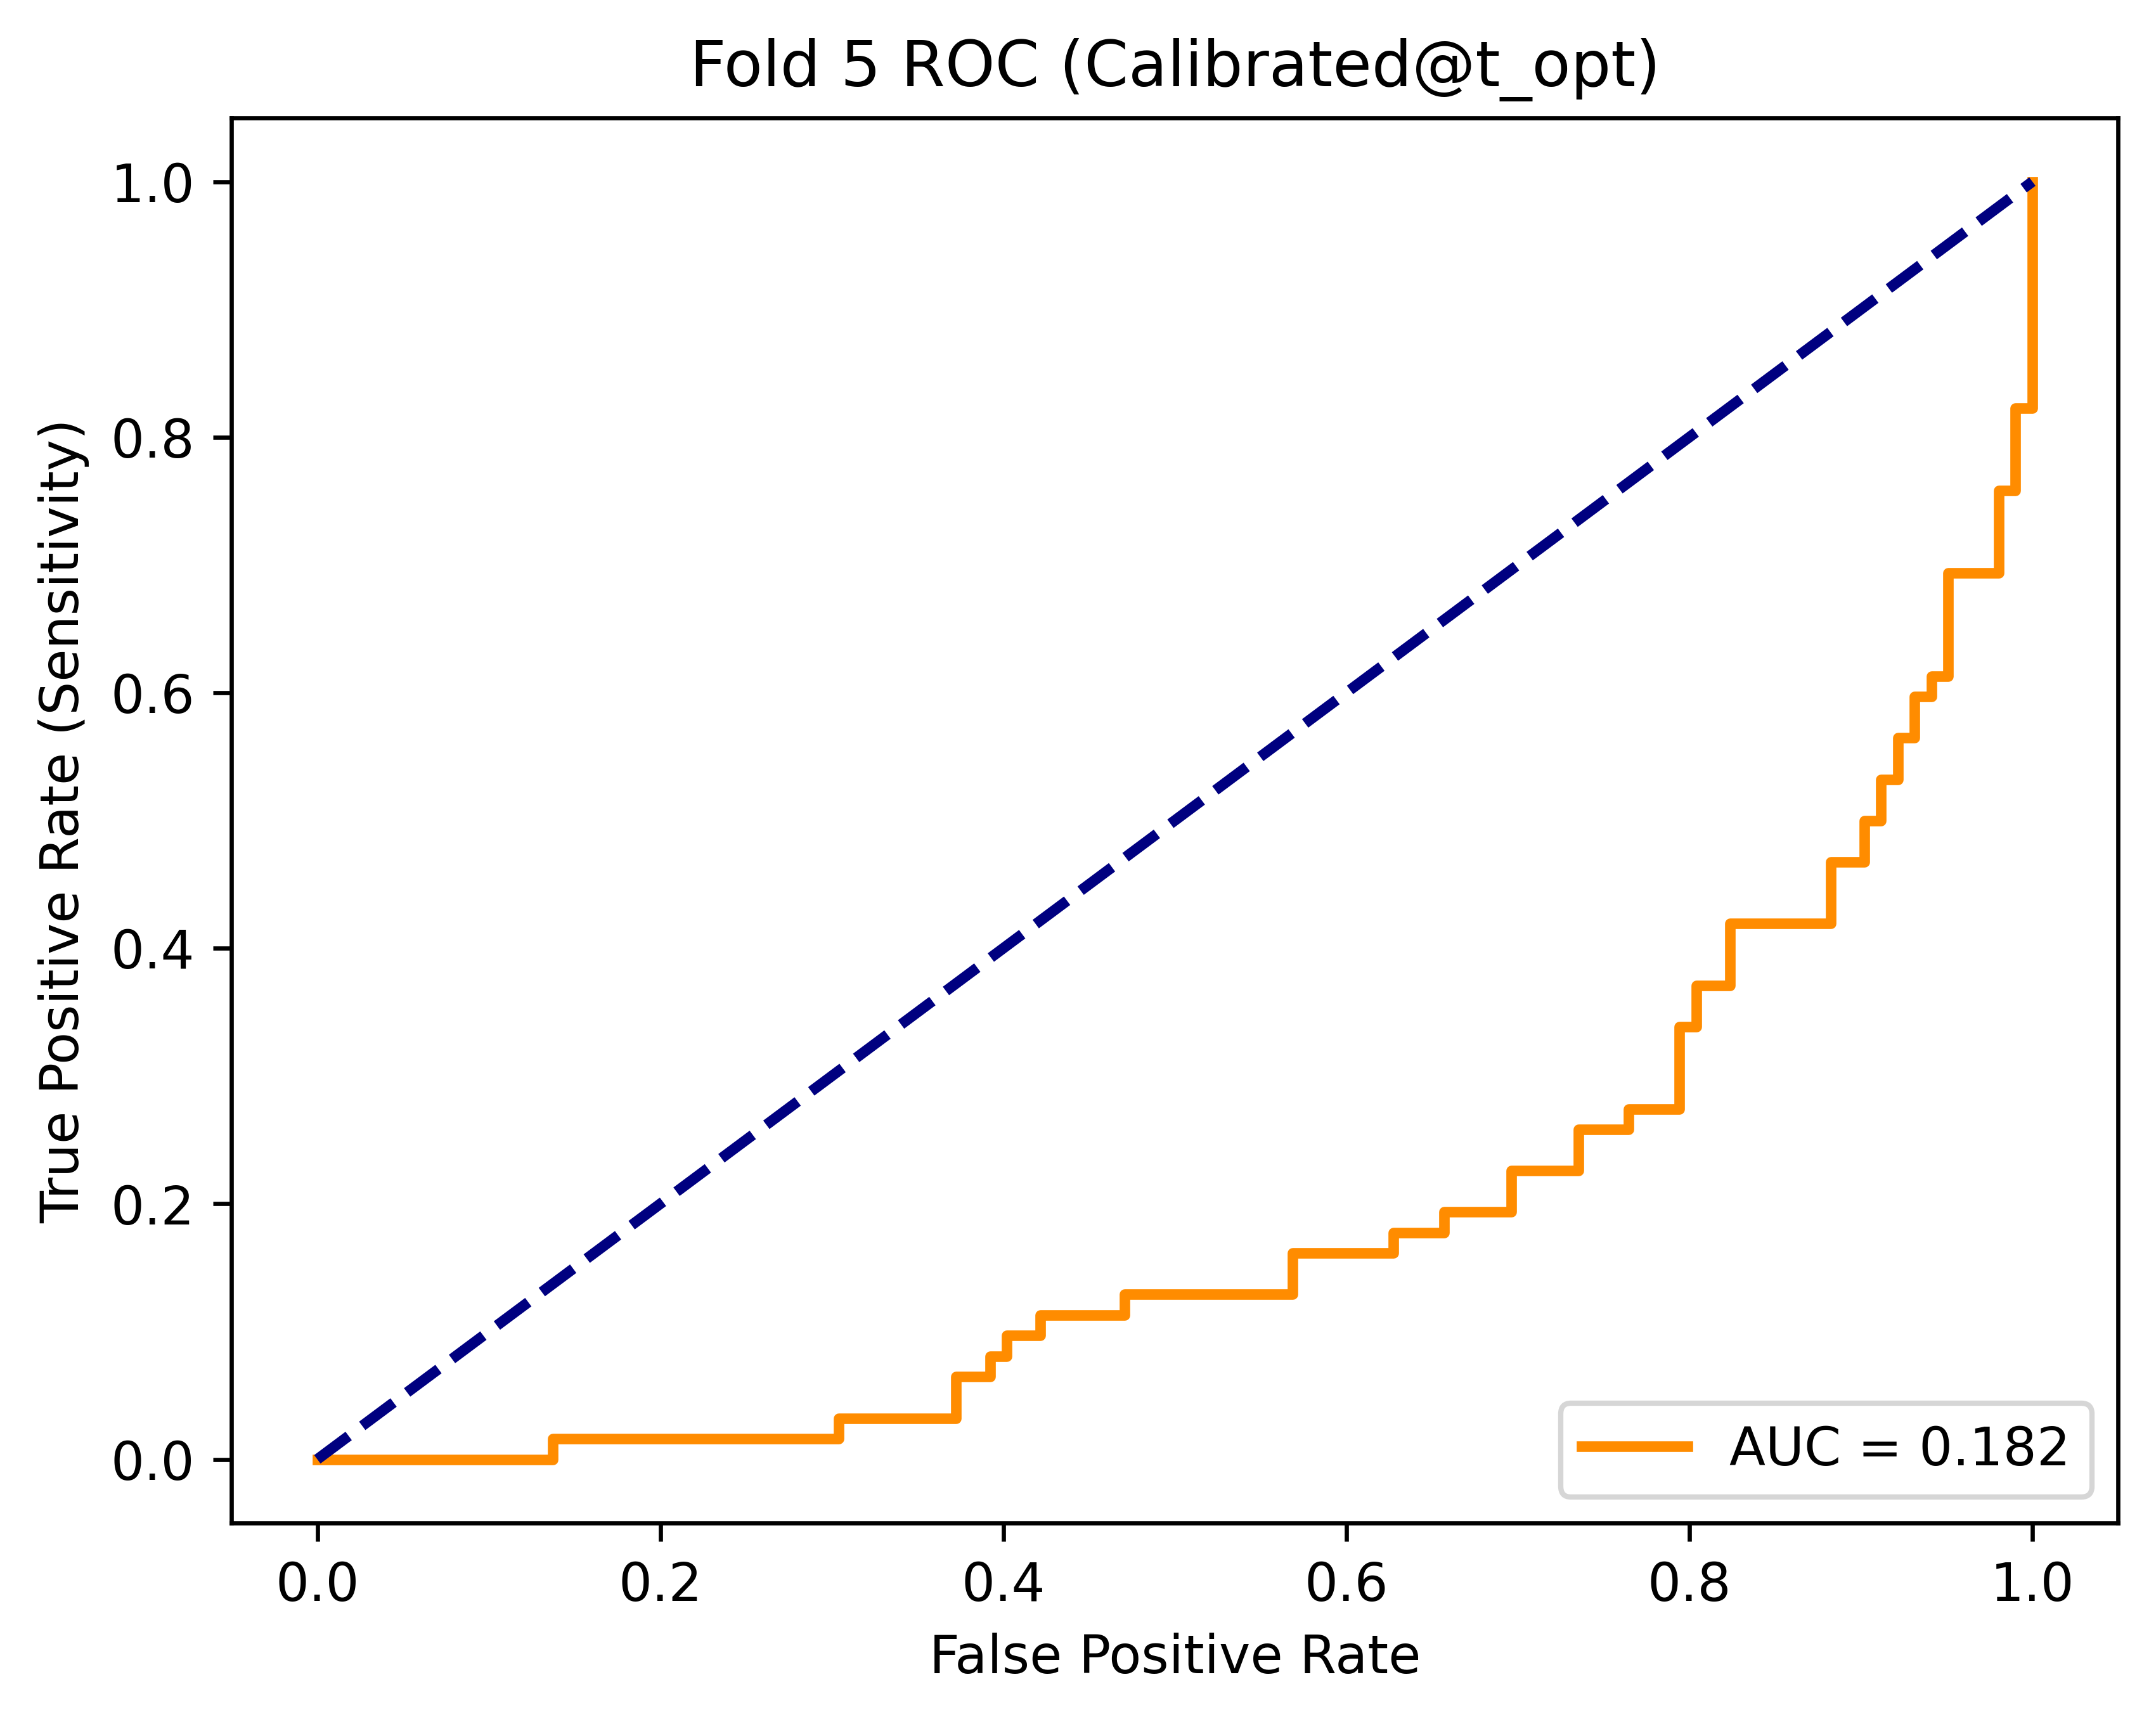 Fold 5 ROC (Calibrated@t_opt)
True Positive Rate (Sensitivity)
1.0
0.8
0.6
0.4
0.2
0.0
AUC = 0.182
0.0 0.2 0.4 0.6 0.8 1.0
False Positive Rate